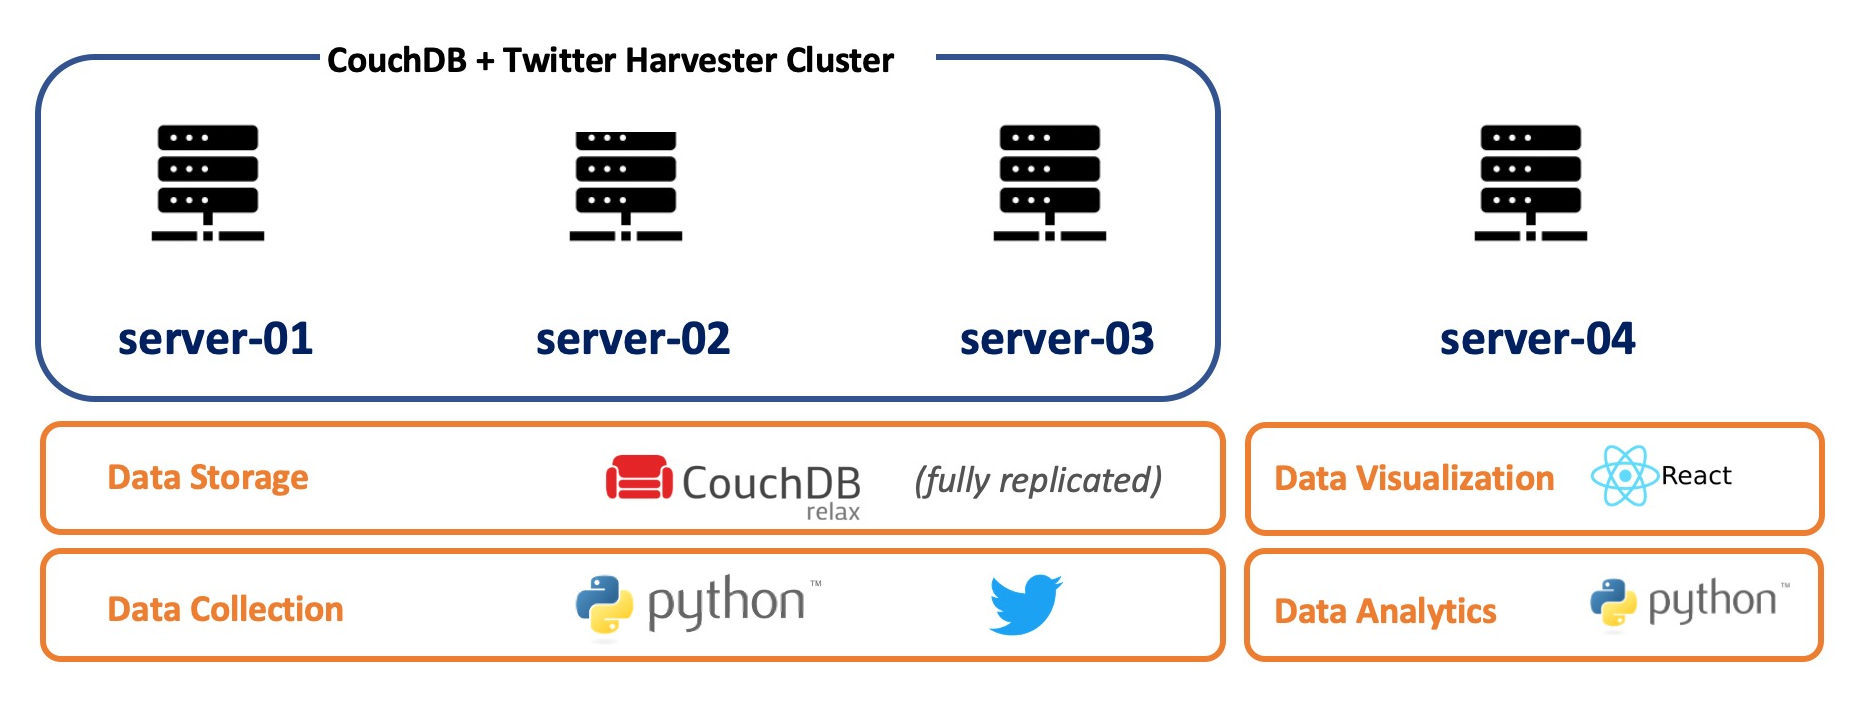 CouchDB + Twitter Harvester Cluster
server-01
server-02
server-03
server-04
Data Storage
CouchDB
relax
(fully replicated)
Data Visualization
React
Data Collection
python™
Data Analytics
python™